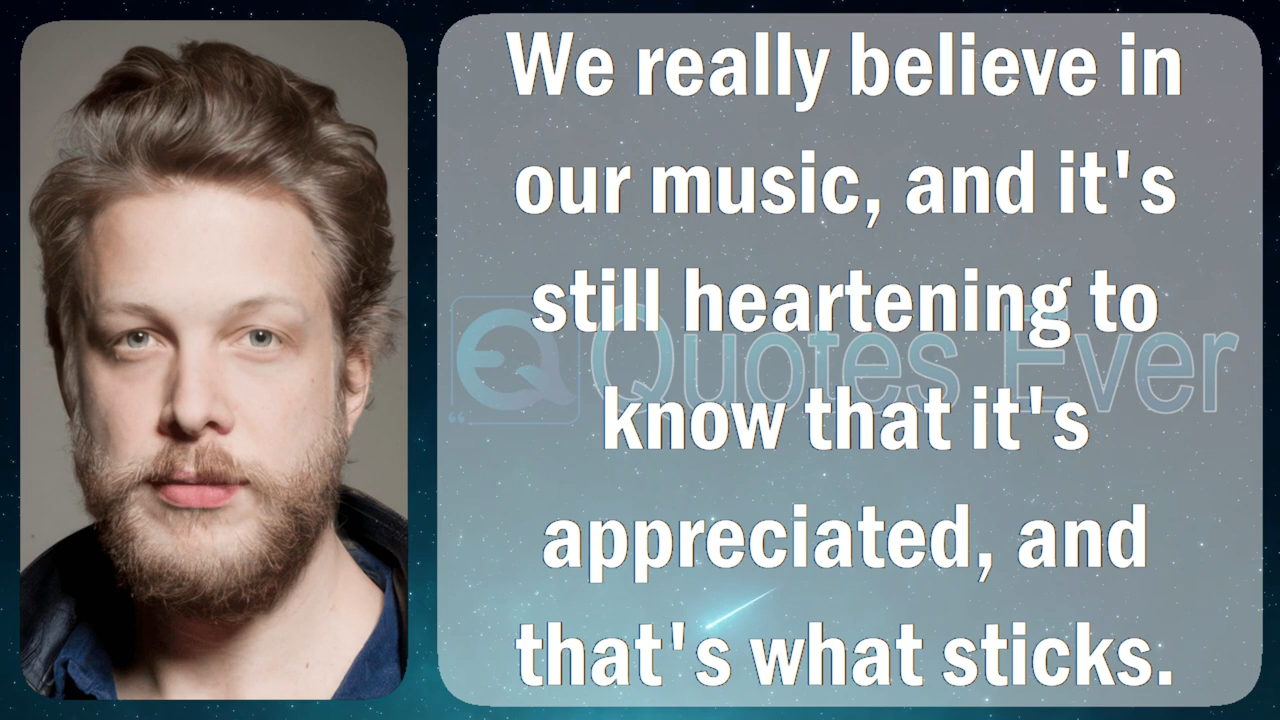 We really believe in
our music, and it's
still heartening to
EQ Quotes Ever
know that it's
appreciated, and
that's what sticks.